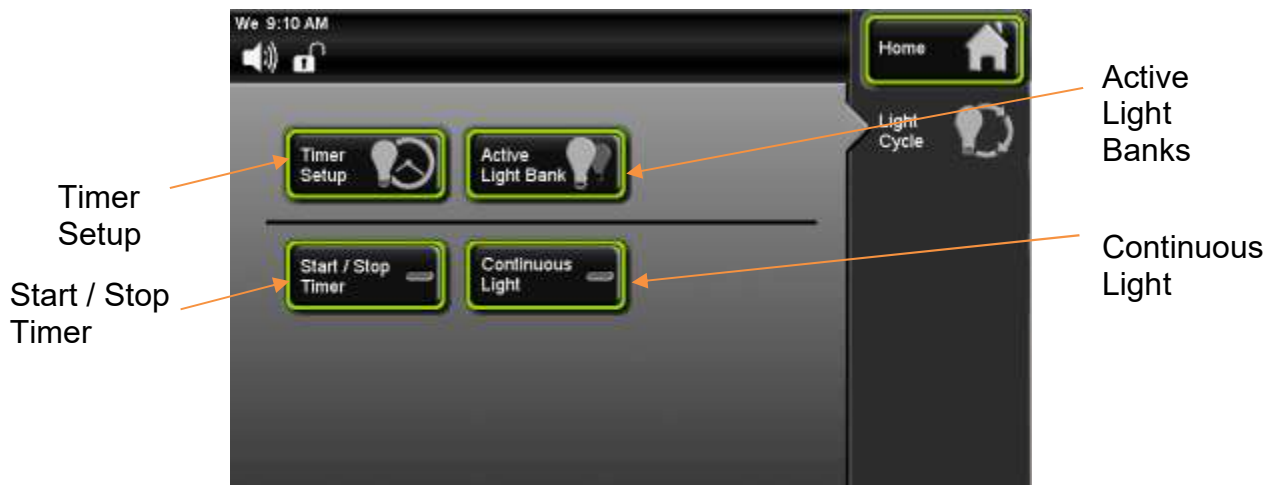 We 9:10 AM
Home
Light
Cycle
Timer
Setup
Active
Light Bank
Start / Stop
Timer
Continuous
Light
Timer
Setup
Start / Stop
Timer
Active
Light
Banks
Continuous
Light